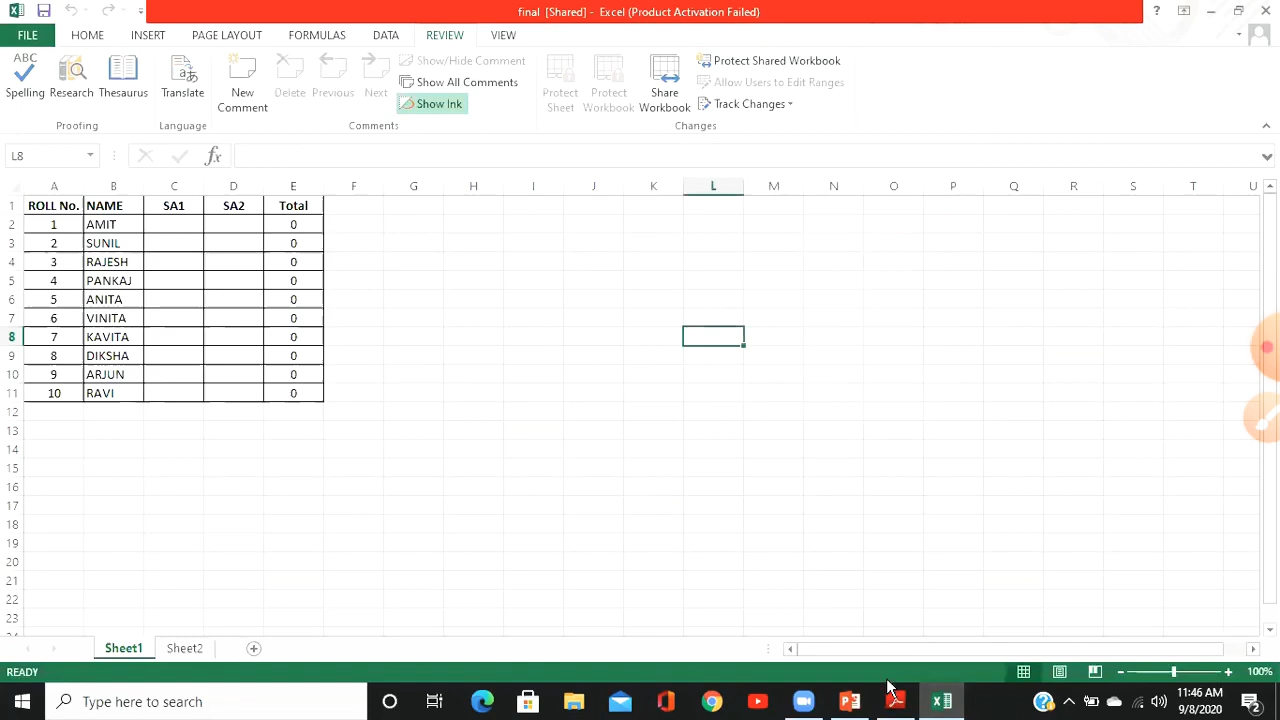 final [Shared] - Excel (Product Activation Failed)
?
FILE HOME INSERT PAGE LAYOUT FORMULAS DATA REVIEW VIEW
ABC
Spelling Research Thesaurus
Proofing
Translate
Language
New Comment Delete Previous Next
Show/Hide Comment
Show All Comments
Show Ink
Comments
Protect Sheet Protect Workbook Share Workbook
Protect Shared Workbook
Allow Users to Edit Ranges
Track Changes
Changes
L8 fx
A B C D E F G H I J K L M N O P Q R S T U
1 ROLL No. NAME SA1 SA2 Total
2 1 AMIT 0
3 2 SUNIL 0
4 3 RAJESH 0
5 4 PANKAJ 0
6 5 ANITA 0
7 6 VINITA 0
8 7 KAVITA 0
9 8 DIKSHA 0
10 9 ARJUN 0
11 10 RAVI 0
12
13
14
15
16
17
18
19
20
21
22
23
Sheet1 Sheet2
READY 100%
Type here to search
11:46 AM
9/8/2020
2